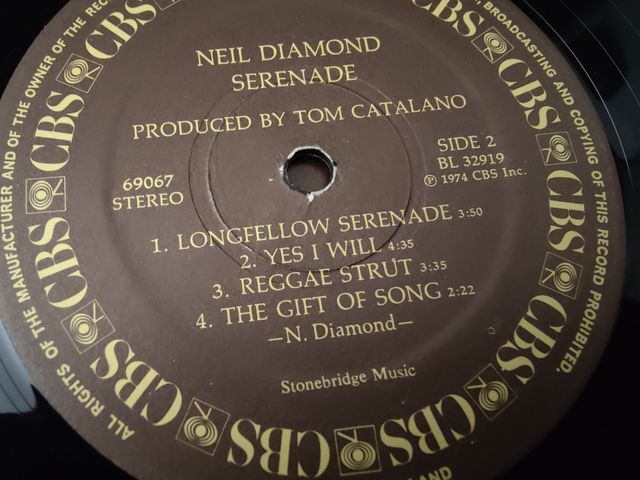 NEIL DIAMOND
SERENADE
PRODUCED BY TOM CATALANO
69067
STEREO
SIDE 2
BL 32919
Ⓟ 1974 CBS Inc.
1. LONGFELLOW SERENADE 3:50
2. YES I WILL 4:35
3. REGGAE STRUT 3:35
4. THE GIFT OF SONG 2:22
—N. Diamond—
Stonebridge Music
ALL RIGHTS OF THE MANUFACTURER AND OF THE OWNER OF THE
BROADCASTING AND COPYING OF THIS RECORD PROHIBITED.
CBS
CBS
CBS
CBS
CBS
CBS
CBS
CBS
CBS
CBS
CBS